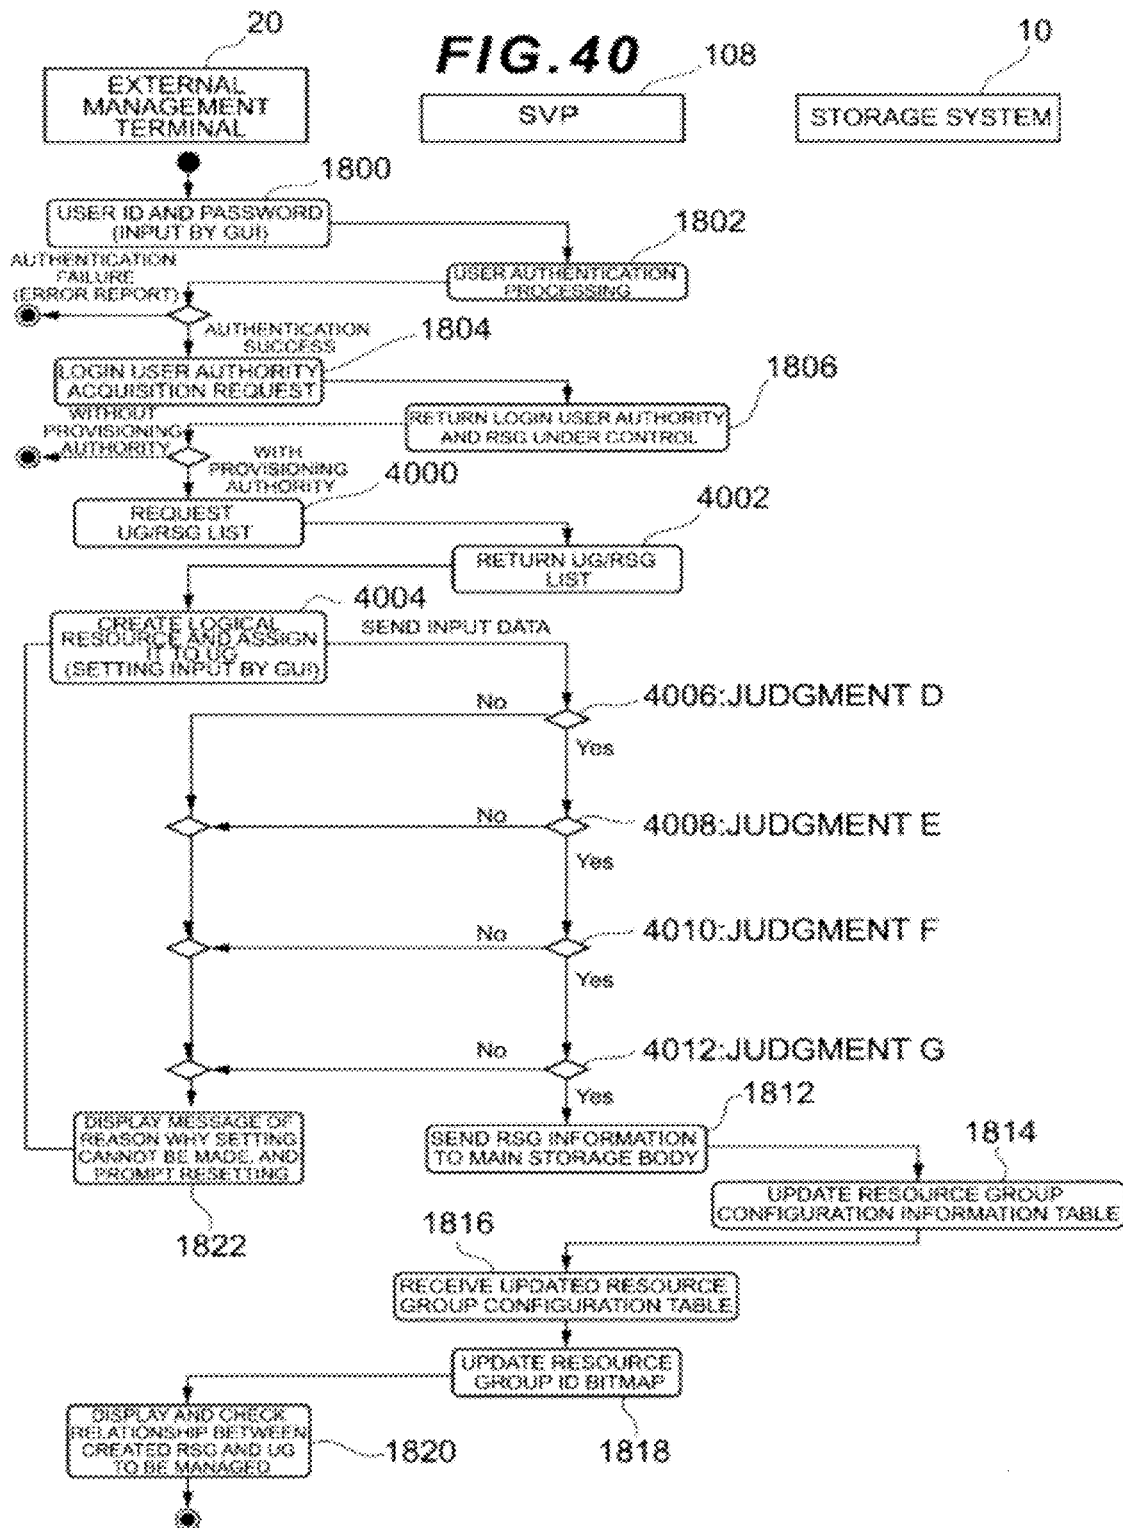 FIG.40
20
EXTERNAL
MANAGEMENT
TERMINAL
108
SVP
10
STORAGE SYSTEM
1800
USER ID AND PASSWORD
(INPUT BY GUI)
1802
USER AUTHENTICATION
PROCESSING
AUTHENTICATION
FAILURE
(ERROR REPORT)
AUTHENTICATION
SUCCESS
1804
LOGIN USER AUTHORITY
ACQUISITION REQUEST
1806
RETURN LOGIN USER AUTHORITY
AND RSG UNDER CONTROL
WITHOUT
PROVISIONING
AUTHORITY
WITH
PROVISIONING
AUTHORITY
4000
REQUEST
UG/RSG LIST
4002
RETURN UG/RSG
LIST
4004
CREATE LOGICAL
RESOURCE AND ASSIGN
IT TO UG
(SETTING INPUT BY GUI)
SEND INPUT DATA
No
4006:JUDGMENT D
Yes
No
4008:JUDGMENT E
Yes
No
4010:JUDGMENT F
Yes
No
4012:JUDGMENT G
Yes
1812
SEND RSG INFORMATION
TO MAIN STORAGE BODY
DISPLAY MESSAGE OF
REASON WHY SETTING
CANNOT BE MADE, AND
PROMPT RESETTING
1822
1814
UPDATE RESOURCE GROUP
CONFIGURATION INFORMATION TABLE
1816
RECEIVE UPDATED RESOURCE
GROUP CONFIGURATION TABLE
UPDATE RESOURCE
GROUP ID BITMAP
1818
DISPLAY AND CHECK
RELATIONSHIP BETWEEN
CREATED RSG AND UG
TO BE MANAGED
1820